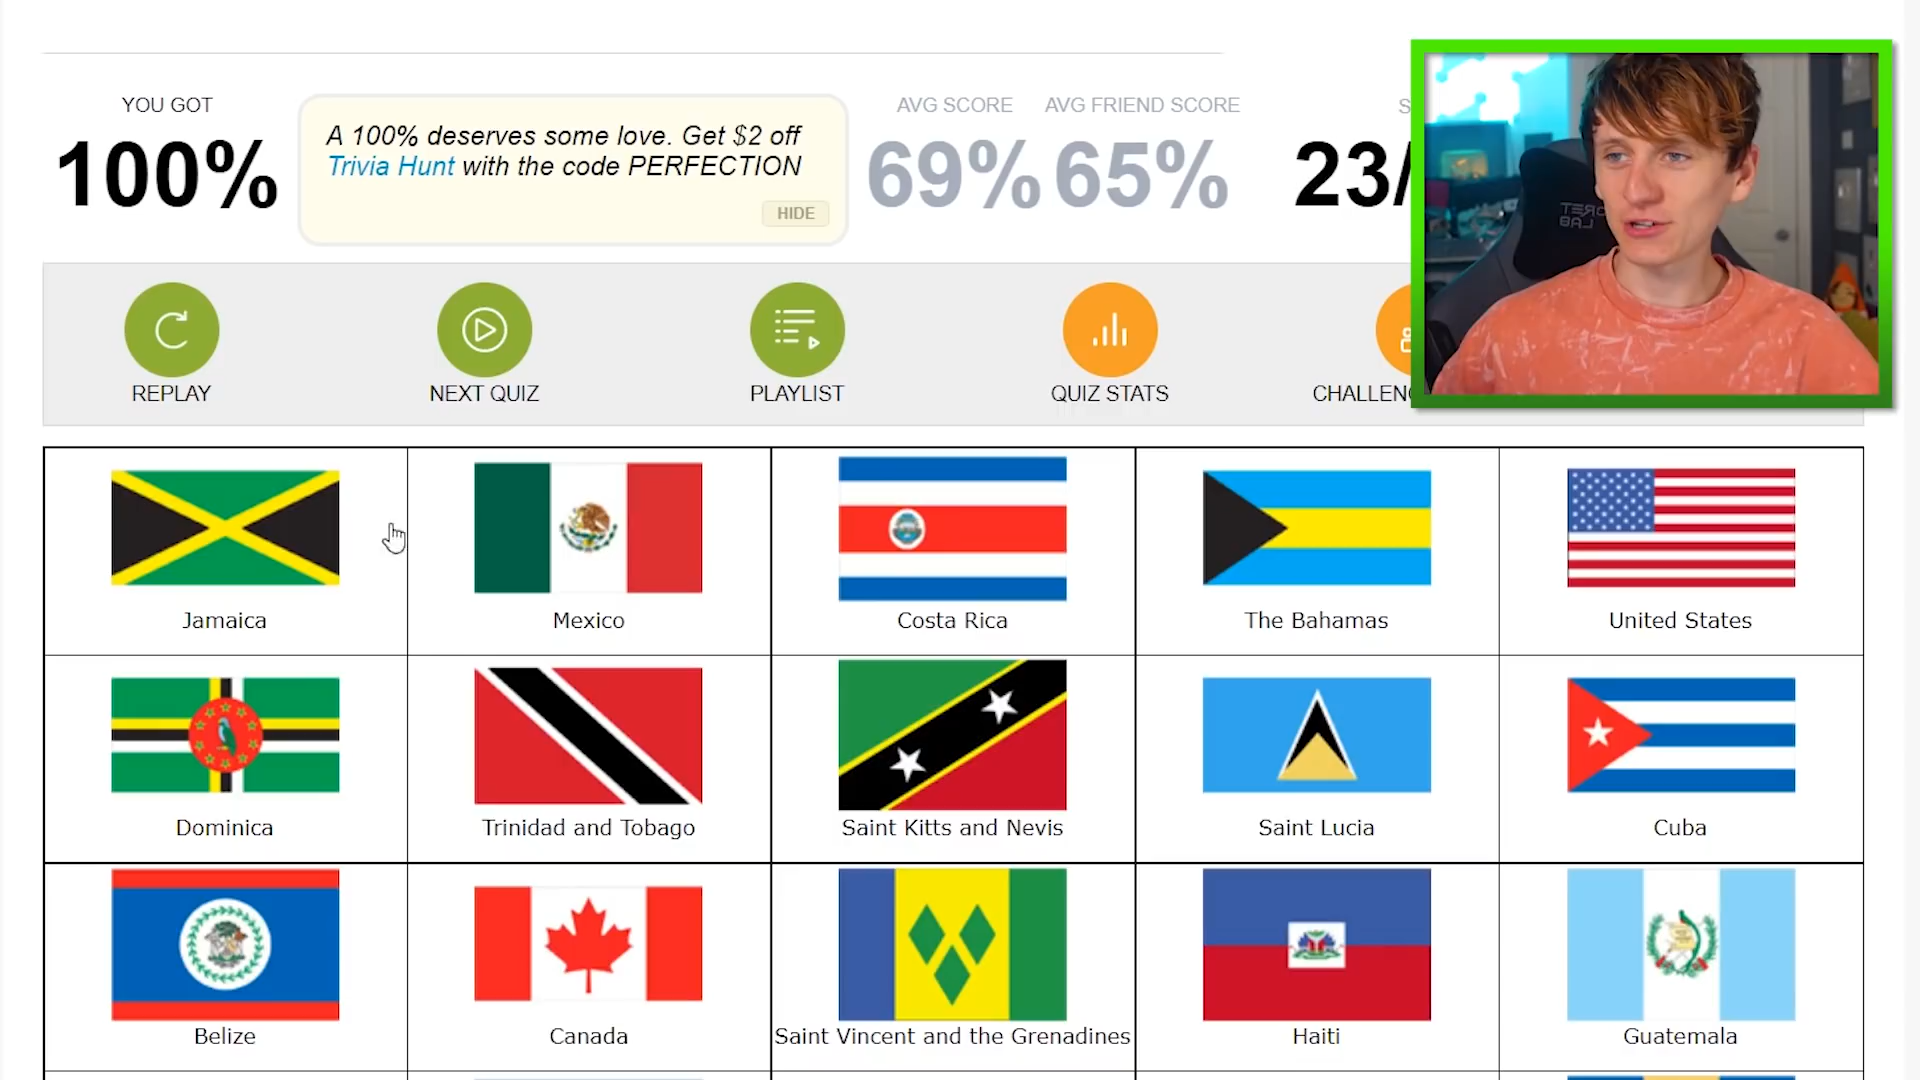 YOU GOT
100%
A 100% deserves some love. Get $2 off
Trivia Hunt with the code PERFECTION
HIDE
AVG SCORE
69%
AVG FRIEND SCORE
65%
S
23/
REPLAY
NEXT QUIZ
PLAYLIST
QUIZ STATS
CHALLENG
Jamaica
Mexico
Costa Rica
The Bahamas
United States
Dominica
Trinidad and Tobago
Saint Kitts and Nevis
Saint Lucia
Cuba
Belize
Canada
Saint Vincent and the Grenadines
Haiti
Guatemala